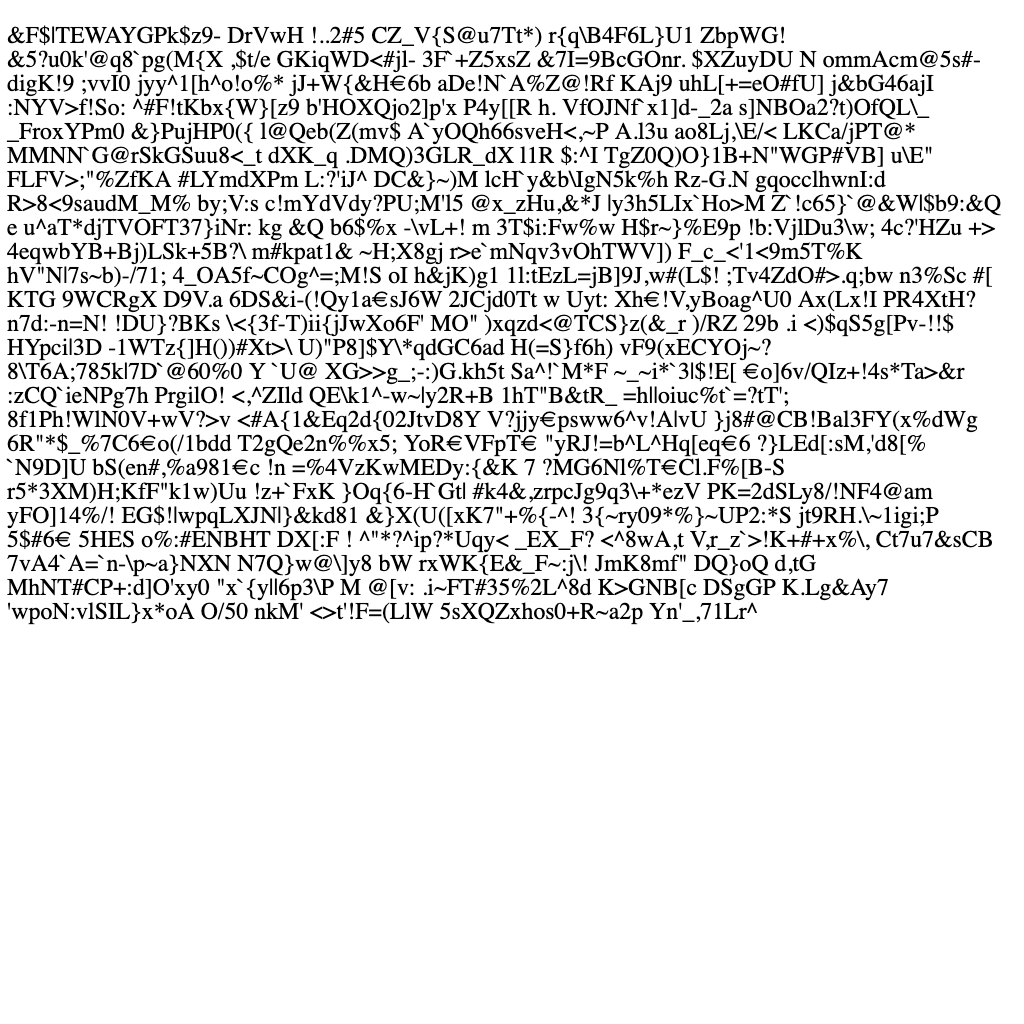 &F$|TEWAYGPk$z9- DrVwH !..2#5 CZ_V{S@u7Tt*) r{q\B4F6L}U1 ZbpWG!
&5?u0k'@q8`pg(M{X ,$t/e GKiqWD<#jl- 3F`+Z5xsZ &7I=9BcGOnr. $XZuyDU N ommAcm@5s#-
digK!9 ;vvI0 jyy^1[h^o!o%* jJ+W{&H€6b aDe!N`A%Z@!Rf KAj9 uhL[+=eO#fU] j&bG46ajI
:NYV>f!So: ^#F!tKbx{W}[z9 b'HOXQjo2]p'x P4y[[R h. VfOJNf`x1]d-_2a s]NBOa2?t)OfQL\_
_FroxYPm0 &}PujHP0({ l@Qeb(Z(mv$ A`yOQh66sveH<,~P A.l3u ao8Lj,\E/< LKCa/jPT@*
MMNN`G@rSkGSuu8<_t dXK_q .DMQ)3GLR_dX l1R $:^I TgZ0Q)O}1B+N"WGP#VB] u\E"
FLFV>;"%ZfKA #LYmdXPm L:?'iJ^ DC&}~)M lcH`y&b\IgN5k%h Rz-G.N gqocclhwnI:d
R>8<9saudM_M% by;V:s c!mYdVdy?PU;M'l5 @x_zHu,&*J |y3h5LIx`Ho>M Z`!c65}`@&W|$b9:&Q
e u^aT*djTVOFT37}iNr: kg &Q b6$%x -\vL+! m 3T$i:Fw%w H$r~}%E9p !b:VjlDu3\w; 4c?'HZu +>
4eqwbYB+Bj)LSk+5B?\ m#kpat1& ~H;X8gj r>e`mNqv3vOhTWV]) F_c_<'1<9m5T%K
hV"N|7s~b)-/71; 4_OA5f~COg^=;M!S oI h&jK)g1 1l:tEzL=jB]9J,w#(L$! ;Tv4ZdO#>.q;bw n3%Sc #[
KTG 9WCRgX D9V.a 6DS&i-(!Qy1a€sJ6W 2JCjd0Tt w Uyt: Xh€!V,yBoag^U0 Ax(Lx!I PR4XtH?
n7d:-n=N! !DU}?BKs \<{3f-T)ii{jJwXo6F' MO" )xqzd<@TCS}z(&_r )/RZ 29b .i <)$qS5g[Pv-!!$
HYpci|3D -1WTz{]H())#Xt>\ U)"P8]$Y\*qdGC6ad H(=S}f6h) vF9(xECYOj~?
8\T6A;785kl7D`@60%0 Y `U@ XG>>g_;-:)G.kh5t Sa^!`M*F ~_~i*`3l$!E[ €o]6v/QIz+!4s*Ta>&r
:zCQ`ieNPg7h PrgilO! <,^ZIld QE\k1^-w~|y2R+B 1hT"B&tR_ =h||oiuc%t`=?tT';
8f1Ph!WlN0V+wV?>v <#A{1&Eq2d{02JtvD8Y V?jjy€psww6^v!A|vU }j8#@CB!Bal3FY(x%dWg
6R"*$_%7C6€o(/1bdd T2gQe2n%%x5; YoR€VFpT€ "yRJ!=b^L^Hq[eq€6 ?}LEd[:sM,'d8[%
`N9D]U bS(en#,%a981€c !n =%4VzKwMEDy:{&K 7 ?MG6Nl%T€Cl.F%[B-S
r5*3XM)H;KfF"k1w)Uu !z+`FxK }Oq{6-H`Gt| #k4&,zrpcJg9q3\+*ezV PK=2dSLy8/!NF4@am
yFO]14%/! EG$!|wpqLXJN|}&kd81 &}X(U([xK7"+%{-^! 3{~ry09*%}~UP2:*S jt9RH.\~1igi;P
5$#6€ 5HES o%:#ENBHT DX[:F ! ^"*?^ip?*Uqy< _EX_F? <^8wA,t V,r_z`>!K+#+x%\, Ct7u7&sCB
7vA4`A=`n-\p~a}NXN N7Q}w@\]y8 bW rxWK{E&_F~:j\! JmK8mf" DQ}oQ d,tG
MhNT#CP+:d]O'xy0 "x`{y||6p3\P M @[v: .i~FT#35%2L^8d K>GNB[c DSgGP K.Lg&Ay7
'wpoN:vlSIL}x*oA O/50 nkM' <>t'!F=(LlW 5sXQZxhos0+R~a2p Yn'_,71Lr^